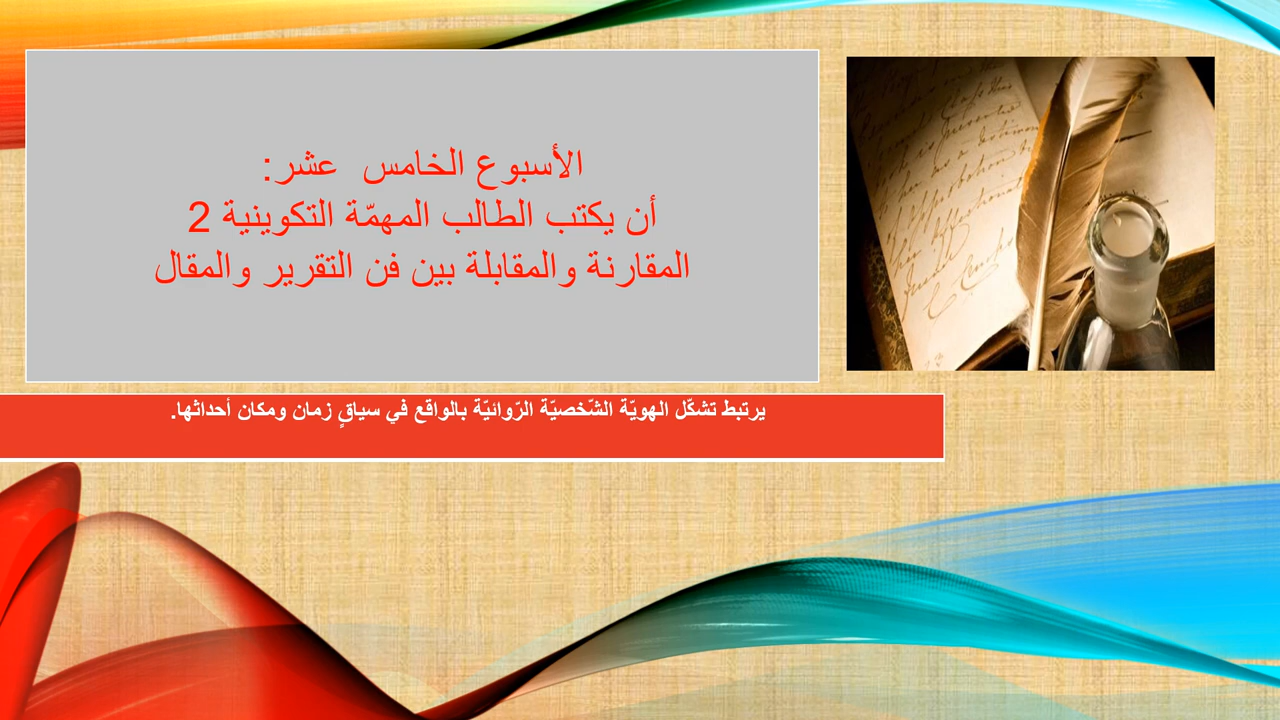 الأسبوع الخامس عشر:
أن يكتب الطالب المهمّة التكوينية 2
المقارنة والمقابلة بين فن التقرير والمقال
يرتبط تشكّل الهويّة الشّخصيّة الرّوائيّة بالواقع في سياقٍ زمان ومكان أحداثها.